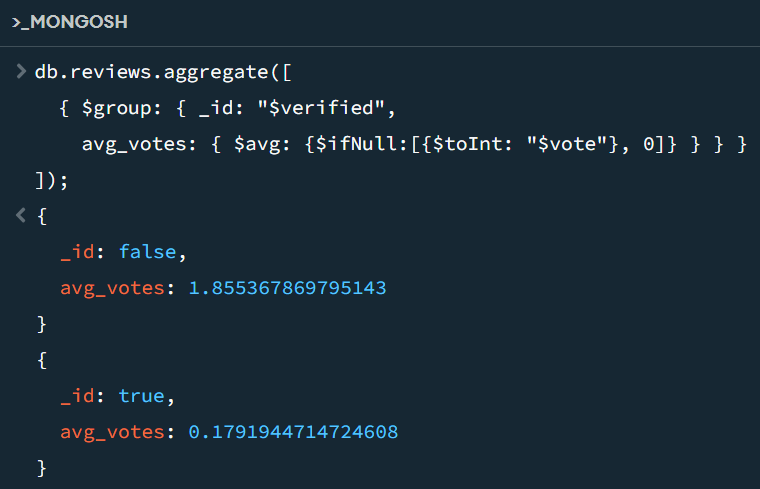 >_MONGOSH
> db.reviews.aggregate([
{ $group: { _id: "$verified",
avg_votes: { $avg: {$ifNull:[{$toInt: "$vote"}, 0]} } } }
]);
< {
_id: false,
avg_votes: 1.855367869795143
}
{
_id: true,
avg_votes: 0.1791944714724608
}